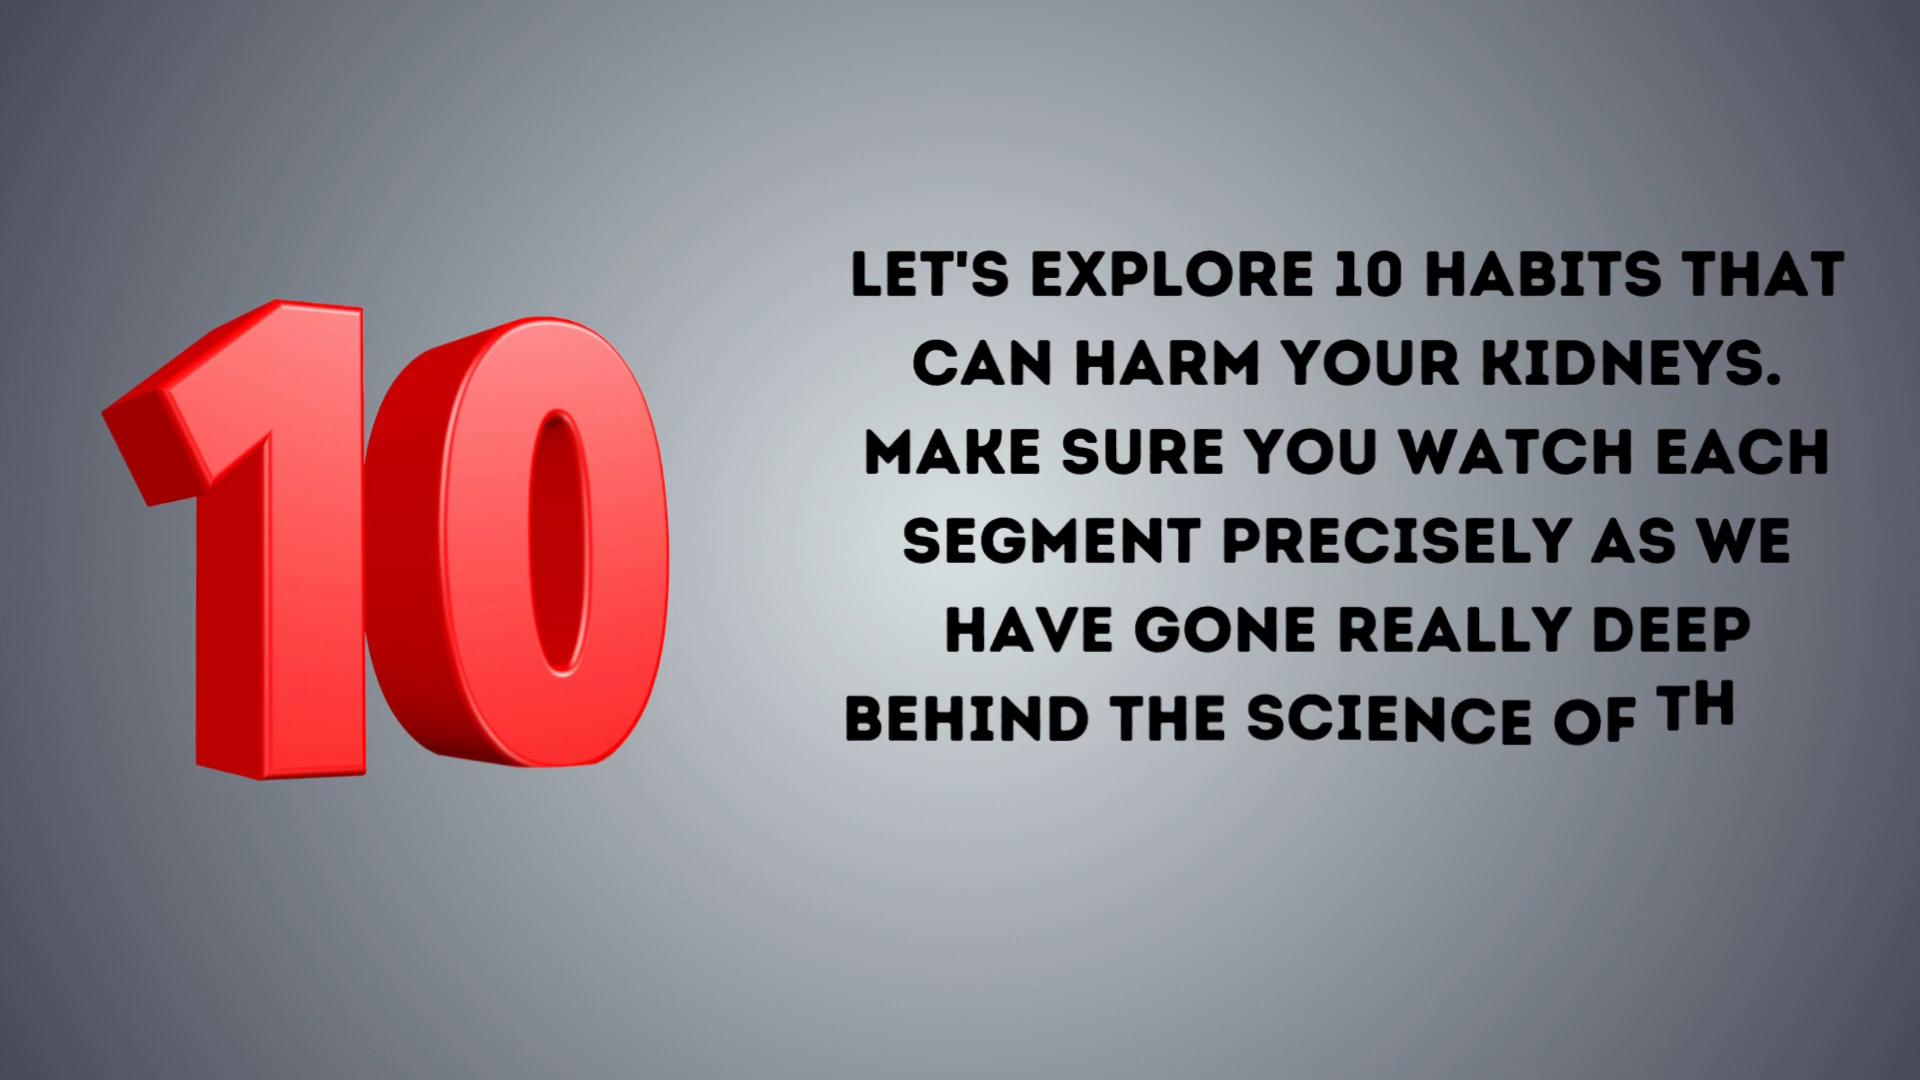 10
LET'S EXPLORE 10 HABITS THAT
CAN HARM YOUR KIDNEYS.
MAKE SURE YOU WATCH EACH
SEGMENT PRECISELY AS WE
HAVE GONE REALLY DEEP
BEHIND THE SCIENCE OF TH